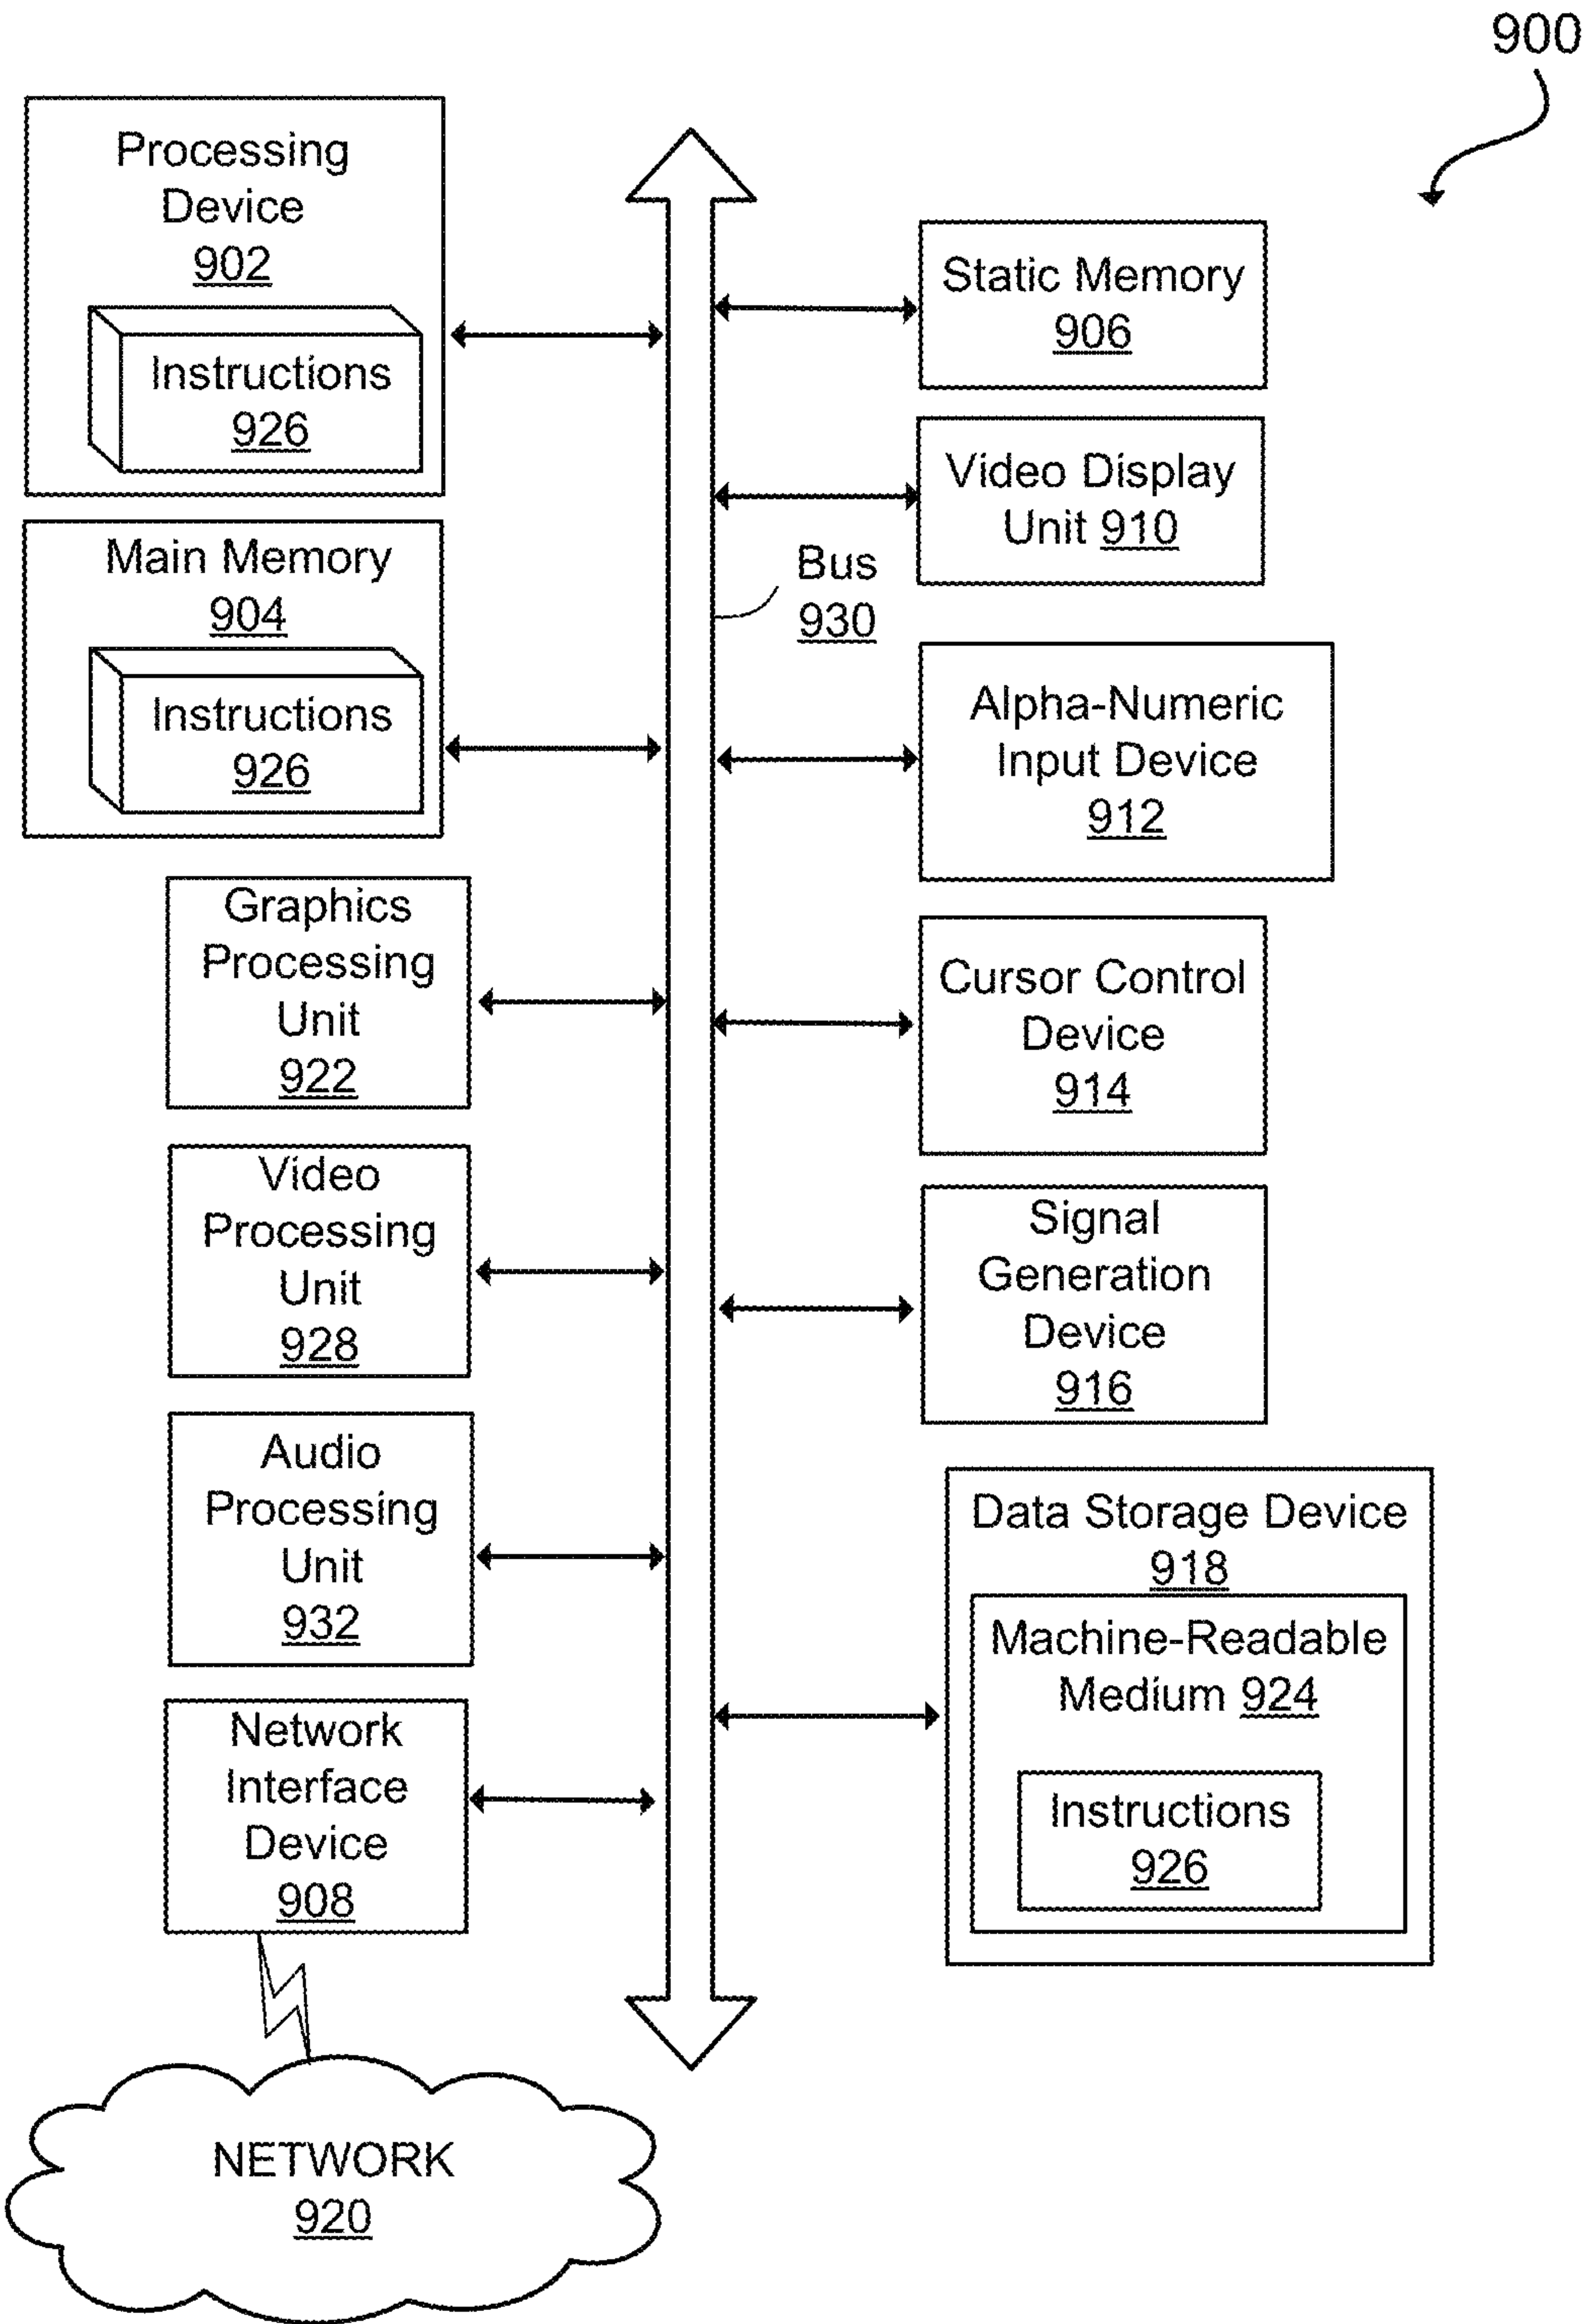 900
Processing
Device
902
Instructions
926
Main Memory
904
Instructions
926
Graphics
Processing
Unit
922
Video
Processing
Unit
928
Audio
Processing
Unit
932
Network
Interface
Device
908
NETWORK
920
Bus
930
Static Memory
906
Video Display
Unit 910
Alpha-Numeric
Input Device
912
Cursor Control
Device
914
Signal
Generation
Device
916
Data Storage Device
918
Machine-Readable
Medium 924
Instructions
926